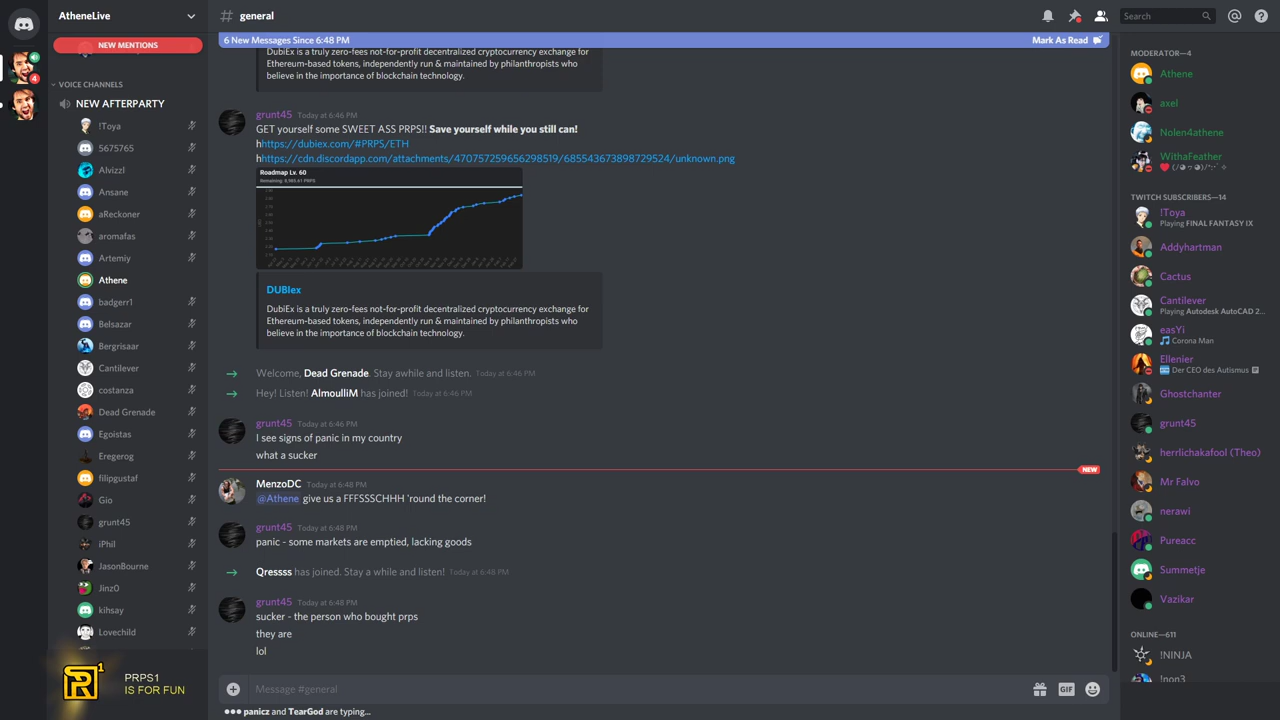 AtheneLive
NEW MENTIONS
4
VOICE CHANNELS
NEW AFTERPARTY
!Toya
5675765
Alvizzl
Ansane
aReckoner
aromafas
Artemiy
Athene
badgerr1
Belsazar
Bergrisaar
Cantilever
costanza
Dead Grenade
Egoistas
Eregerog
filipgustaf
Gio
grunt45
iPhil
JasonBourne
Jinz0
kihsay
Lovechild
PRPS1
IS FOR FUN
# general
Search
6 New Messages Since 6:48 PM
Mark As Read
DubiEx is a truly zero-fees not-for-profit decentralized cryptocurrency exchange for
Ethereum-based tokens, independently run & maintained by philanthropists who
believe in the importance of blockchain technology.
grunt45 Today at 6:46 PM
GET yourself some SWEET ASS PRPS!! Save yourself while you still can!
hhttps://dubiex.com/#PRPS/ETH
hhttps://cdn.discordapp.com/attachments/470757259656298519/685543673898729524/unknown.png
Roadmap Lv. 60
DUBIex
DubiEx is a truly zero-fees not-for-profit decentralized cryptocurrency exchange for
Ethereum-based tokens, independently run & maintained by philanthropists who
believe in the importance of blockchain technology.
Welcome, Dead Grenade. Stay awhile and listen. Today at 6:46 PM
Hey! Listen! AlmoulliM has joined! Today at 6:46 PM
grunt45 Today at 6:46 PM
I see signs of panic in my country
what a sucker
NEW
MenzoDC Today at 6:48 PM
@Athene give us a FFFSSSCHHH 'round the corner!
grunt45 Today at 6:48 PM
panic - some markets are emptied, lacking goods
Qressss has joined. Stay a while and listen! Today at 6:48 PM
grunt45 Today at 6:48 PM
sucker - the person who bought prps
they are
lol
Message #general
GIF
panicz and TearGod are typing...
MODERATOR—4
Athene
axel
Nolen4athene
WithaFeather
TWITCH SUBSCRIBERS—14
!Toya
Playing FINAL FANTASY IX
Addyhartman
Cactus
Cantilever
Playing Autodesk AutoCAD 2...
easYi
Corona Man
Ellenier
Der CEO des Autismus
Ghostchanter
grunt45
herrlichakafool (Theo)
Mr Falvo
nerawi
Pureacc
Summetje
Vazikar
ONLINE—611
!NINJA
!non3